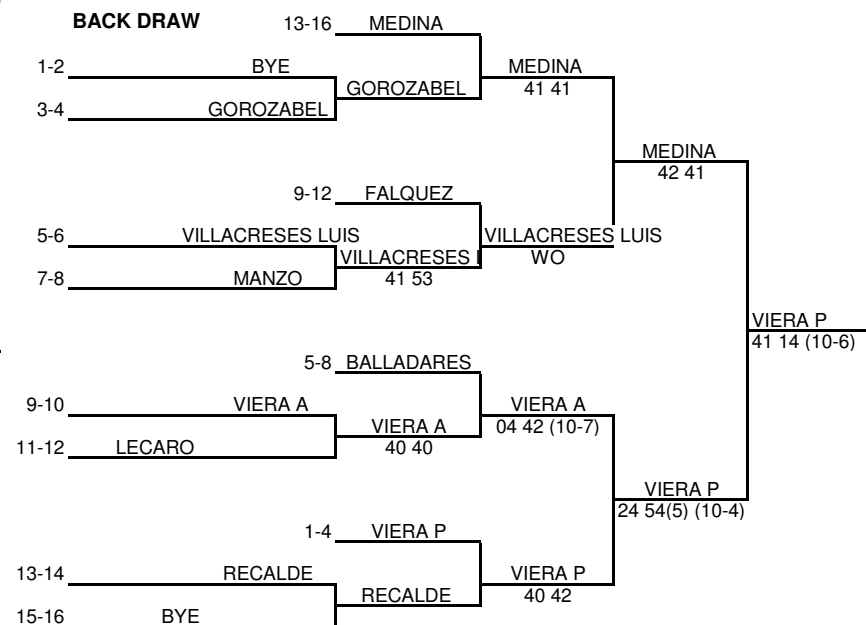 BACK DRAW
13-16 MEDINA
1-2 BYE MEDINA
GOROZABEL 41 41
3-4 GOROZABEL
MEDINA
42 41
9-12 FALQUEZ
5-6 VILLACRESES LUIS VILLACRESES LUIS
VILLACRESES WO
7-8 MANZO 41 53
VIERA P
41 14 (10-6)
5-8 BALLADARES
9-10 VIERA A VIERA A
VIERA A 04 42 (10-7)
11-12 LECARO 40 40
VIERA P
24 54(5) (10-4)
1-4 VIERA P
13-14 RECALDE VIERA P
RECALDE 40 42
15-16 BYE